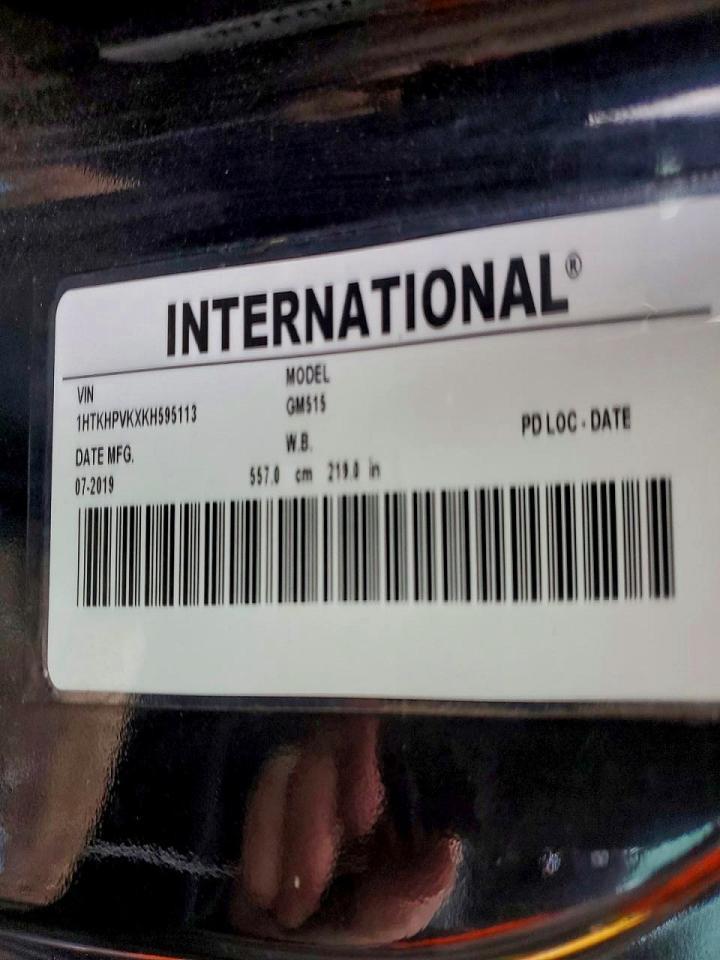 INTERNATIONAL®
VIN
1HTKHPVKXKH595113
MODEL
GM515
DATE MFG.
07-2019
W.B.
557.0 cm 219.0 in
PD LOC - DATE